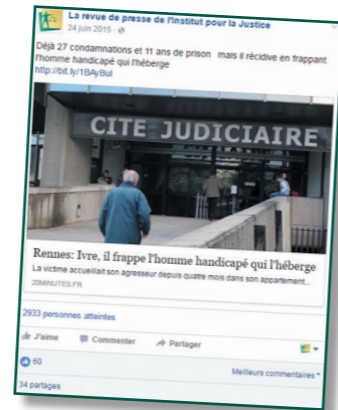 La revue de presse de l'Institut pour la Justice
24 juin 2015 ·
Déjà 27 condamnations et 11 ans de prison mais il récidive en frappant
l'homme handicapé qui l'héberge
http://bit.ly/1BAyBul
CITÉ JUDICIAIRE
Rennes: Ivre, il frappe l'homme handicapé qui l'héberge
La victime accueillait son agresseur depuis quatre mois dans son appartement...
20MINUTES.FR
2933 personnes atteintes
J'aime Commenter Partager
60 Meilleurs commentaires
34 partages